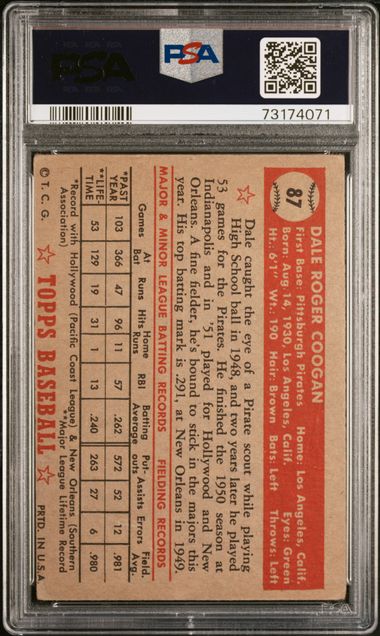 PSA
PSA
73174071
87
DALE ROGER COOGAN
First Base: Pittsburgh Pirates Home: Los Angeles, Calif.
Born: Aug. 14, 1930, Los Angeles, Calif. Eyes: Green
Ht.: 6'1" Wt.: 190 Hair: Brown Bats: Left Throws: Left
Dale caught the eye of a Pirate scout while playing
High School ball in 1948, and two years later he played
53 games for the Pirates. He finished the 1950 season at
Indianapolis and in '51 played for Hollywood and New
Orleans. A fine fielder, he's bound to stick in the majors this
year. His top batting mark is .291, at New Orleans in 1949.
MAJOR & MINOR LEAGUE BATTING RECORDS FIELDING RECORDS
Games At Bat Runs Hits Home Runs RBI Batting Average Put-outs Assists Errors Field. Avg.
*PAST YEAR 103 366 47 96 11 57 .262 572 52 12 .981
**LIFE-TIME 53 129 19 31 1 13 .240 263 27 6 .980
*Record with Hollywood (Pacific Coast League) & New Orleans (Southern
Association) **Major League Lifetime Record
© T. C. G. TOPPS BASEBALL PRTD. IN U.S.A.